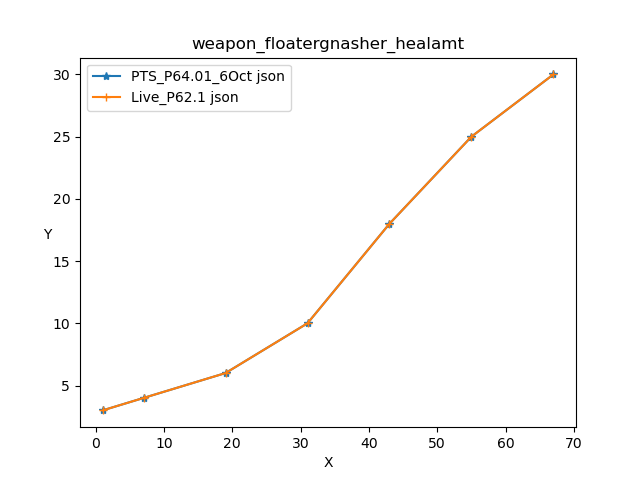 weapon_floatergnasher_healamt
PTS_P64.01_6Oct json
Live_P62.1 json
30
25
20
15
10
5
Y
0 10 20 30 40 50 60 70
X